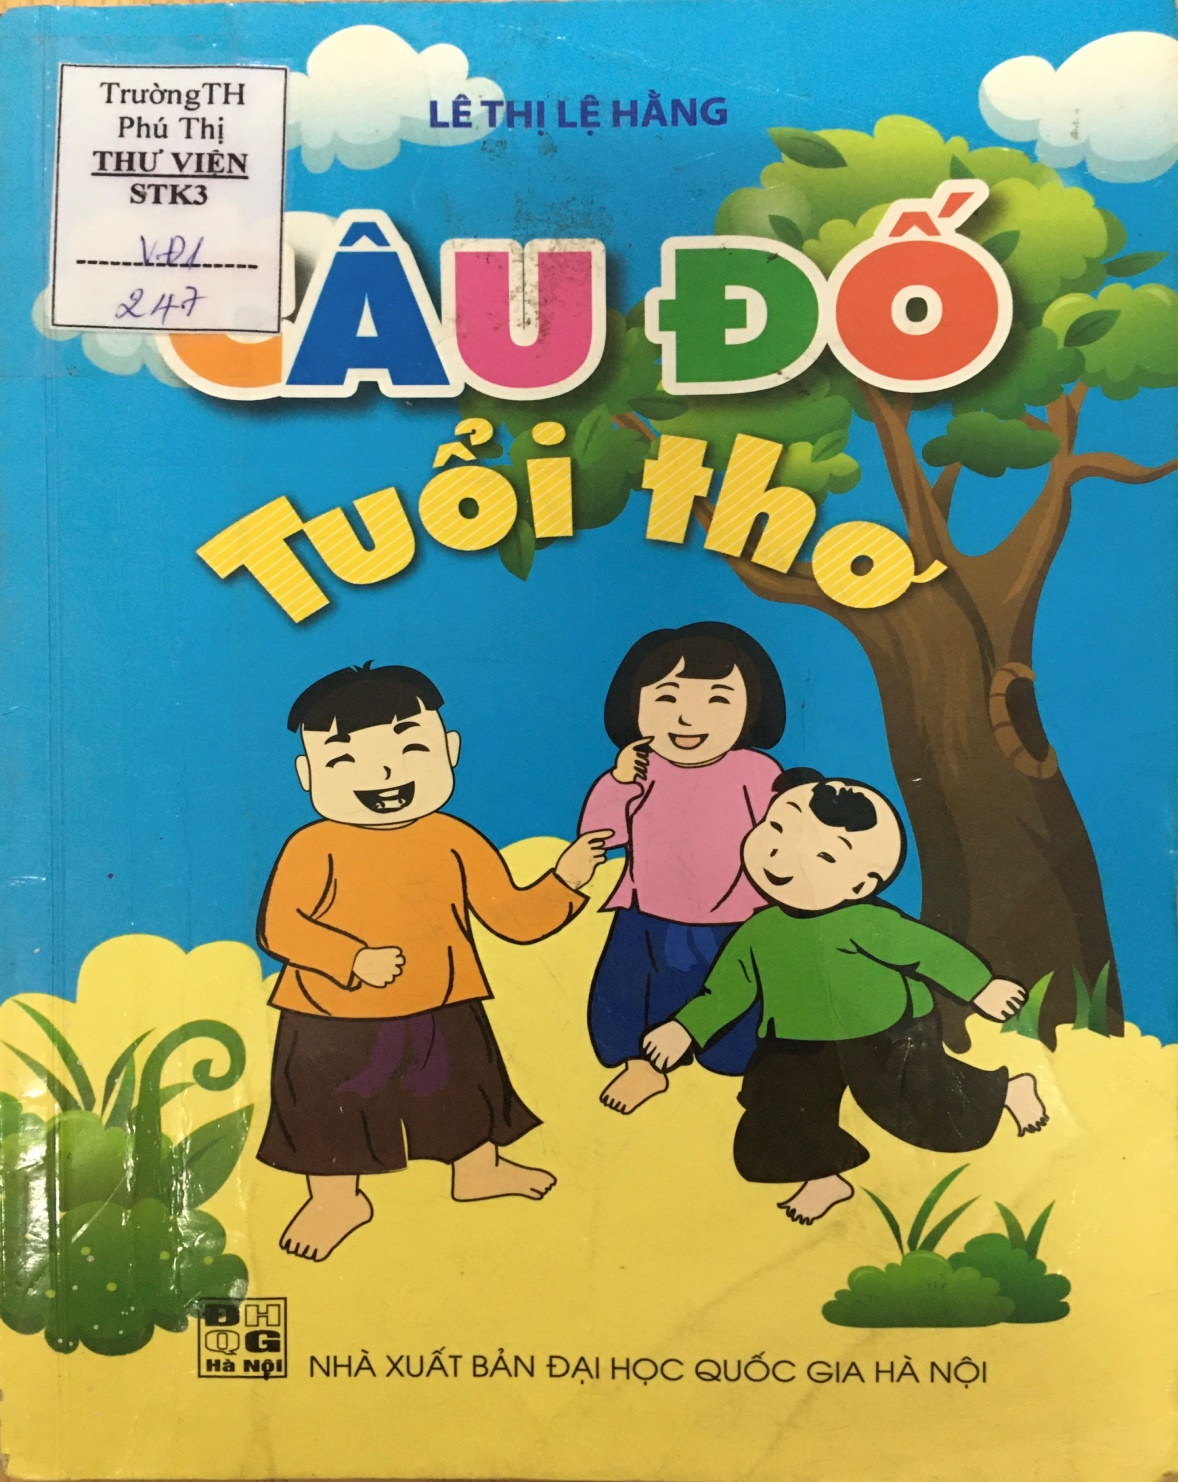 TrườngTH
Phú Thị
THƯ VIỆN
STK3
VĐ1
247
LÊ THỊ LỆ HẰNG
CÂU ĐỐ
Tuổi thơ
ĐH
QG
Hà Nội
NHÀ XUẤT BẢN ĐẠI HỌC QUỐC GIA HÀ NỘI